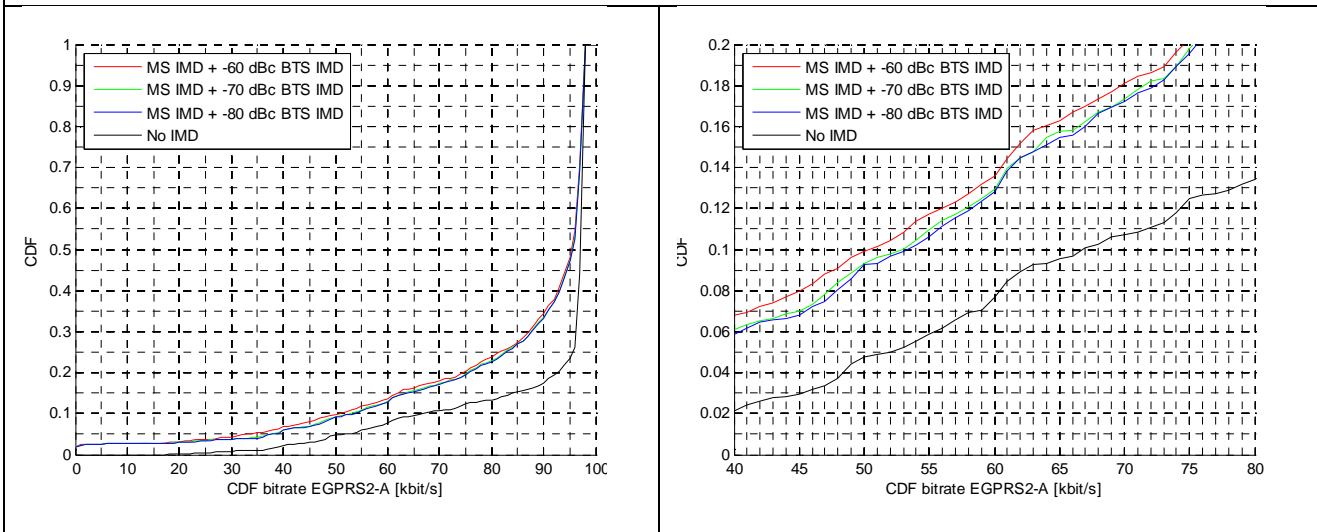 1
0.9
0.8
0.7
0.6
0.5
0.4
0.3
0.2
0.1
0
CDF
MS IMD + -60 dBc BTS IMD
MS IMD + -70 dBc BTS IMD
MS IMD + -80 dBc BTS IMD
No IMD
0 10 20 30 40 50 60 70 80 90 100
CDF bitrate EGPRS2-A [kbit/s]
0.2
0.18
0.16
0.14
0.12
0.1
0.08
0.06
0.04
0.02
0
CDF
MS IMD + -60 dBc BTS IMD
MS IMD + -70 dBc BTS IMD
MS IMD + -80 dBc BTS IMD
No IMD
40 45 50 55 60 65 70 75 80
CDF bitrate EGPRS2-A [kbit/s]